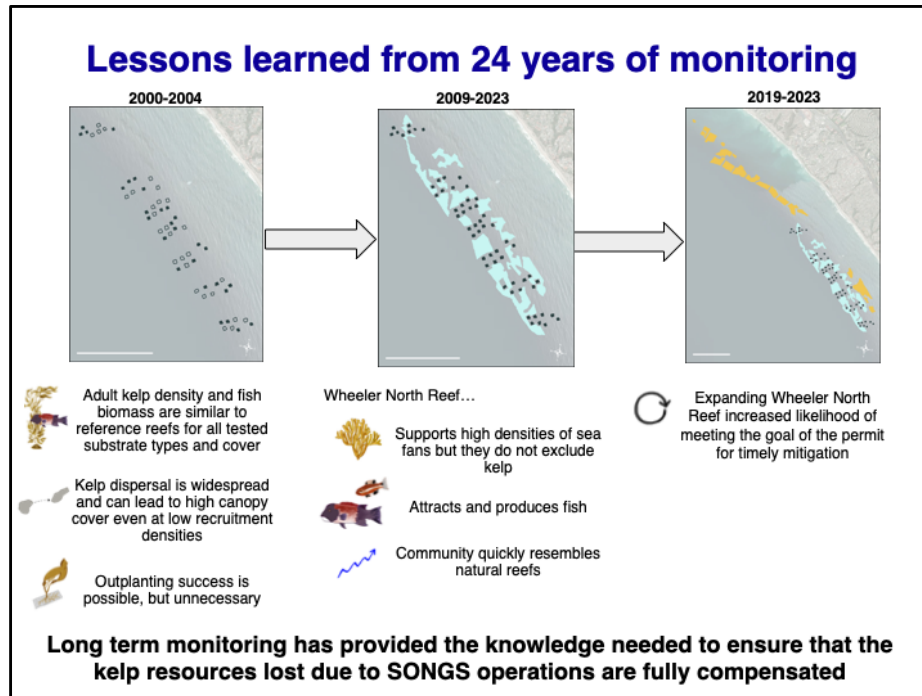 Lessons learned from 24 years of monitoring
2000-2004
2009-2023
2019-2023
Adult kelp density and fish
biomass are similar to
reference reefs for all tested
substrate types and cover
Kelp dispersal is widespread
and can lead to high canopy
cover even at low recruitment
densities
Outplanting success is
possible, but unnecessary
Wheeler North Reef…
Supports high densities of sea
fans but they do not exclude
kelp
Attracts and produces fish
Community quickly resembles
natural reefs
Expanding Wheeler North
Reef increased likelihood of
meeting the goal of the permit
for timely mitigation
Long term monitoring has provided the knowledge needed to ensure that the
kelp resources lost due to SONGS operations are fully compensated